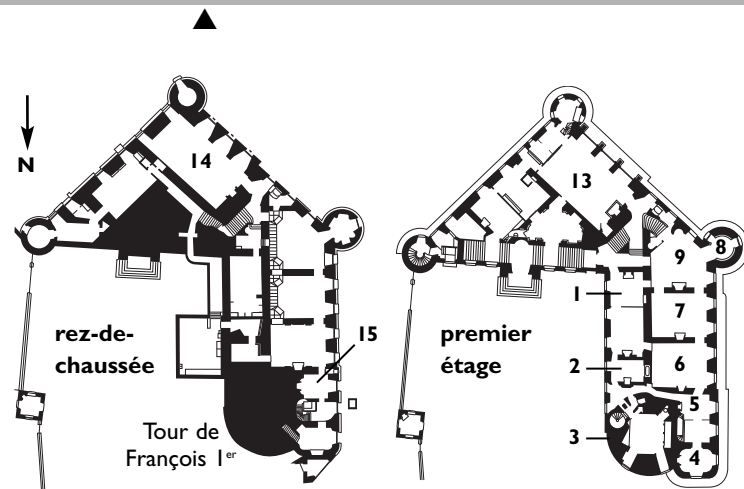 N
14
rez-de-
chaussée
15
Tour de
François Ier
13
8
9
1
7
premier
étage
6
2
5
3
4